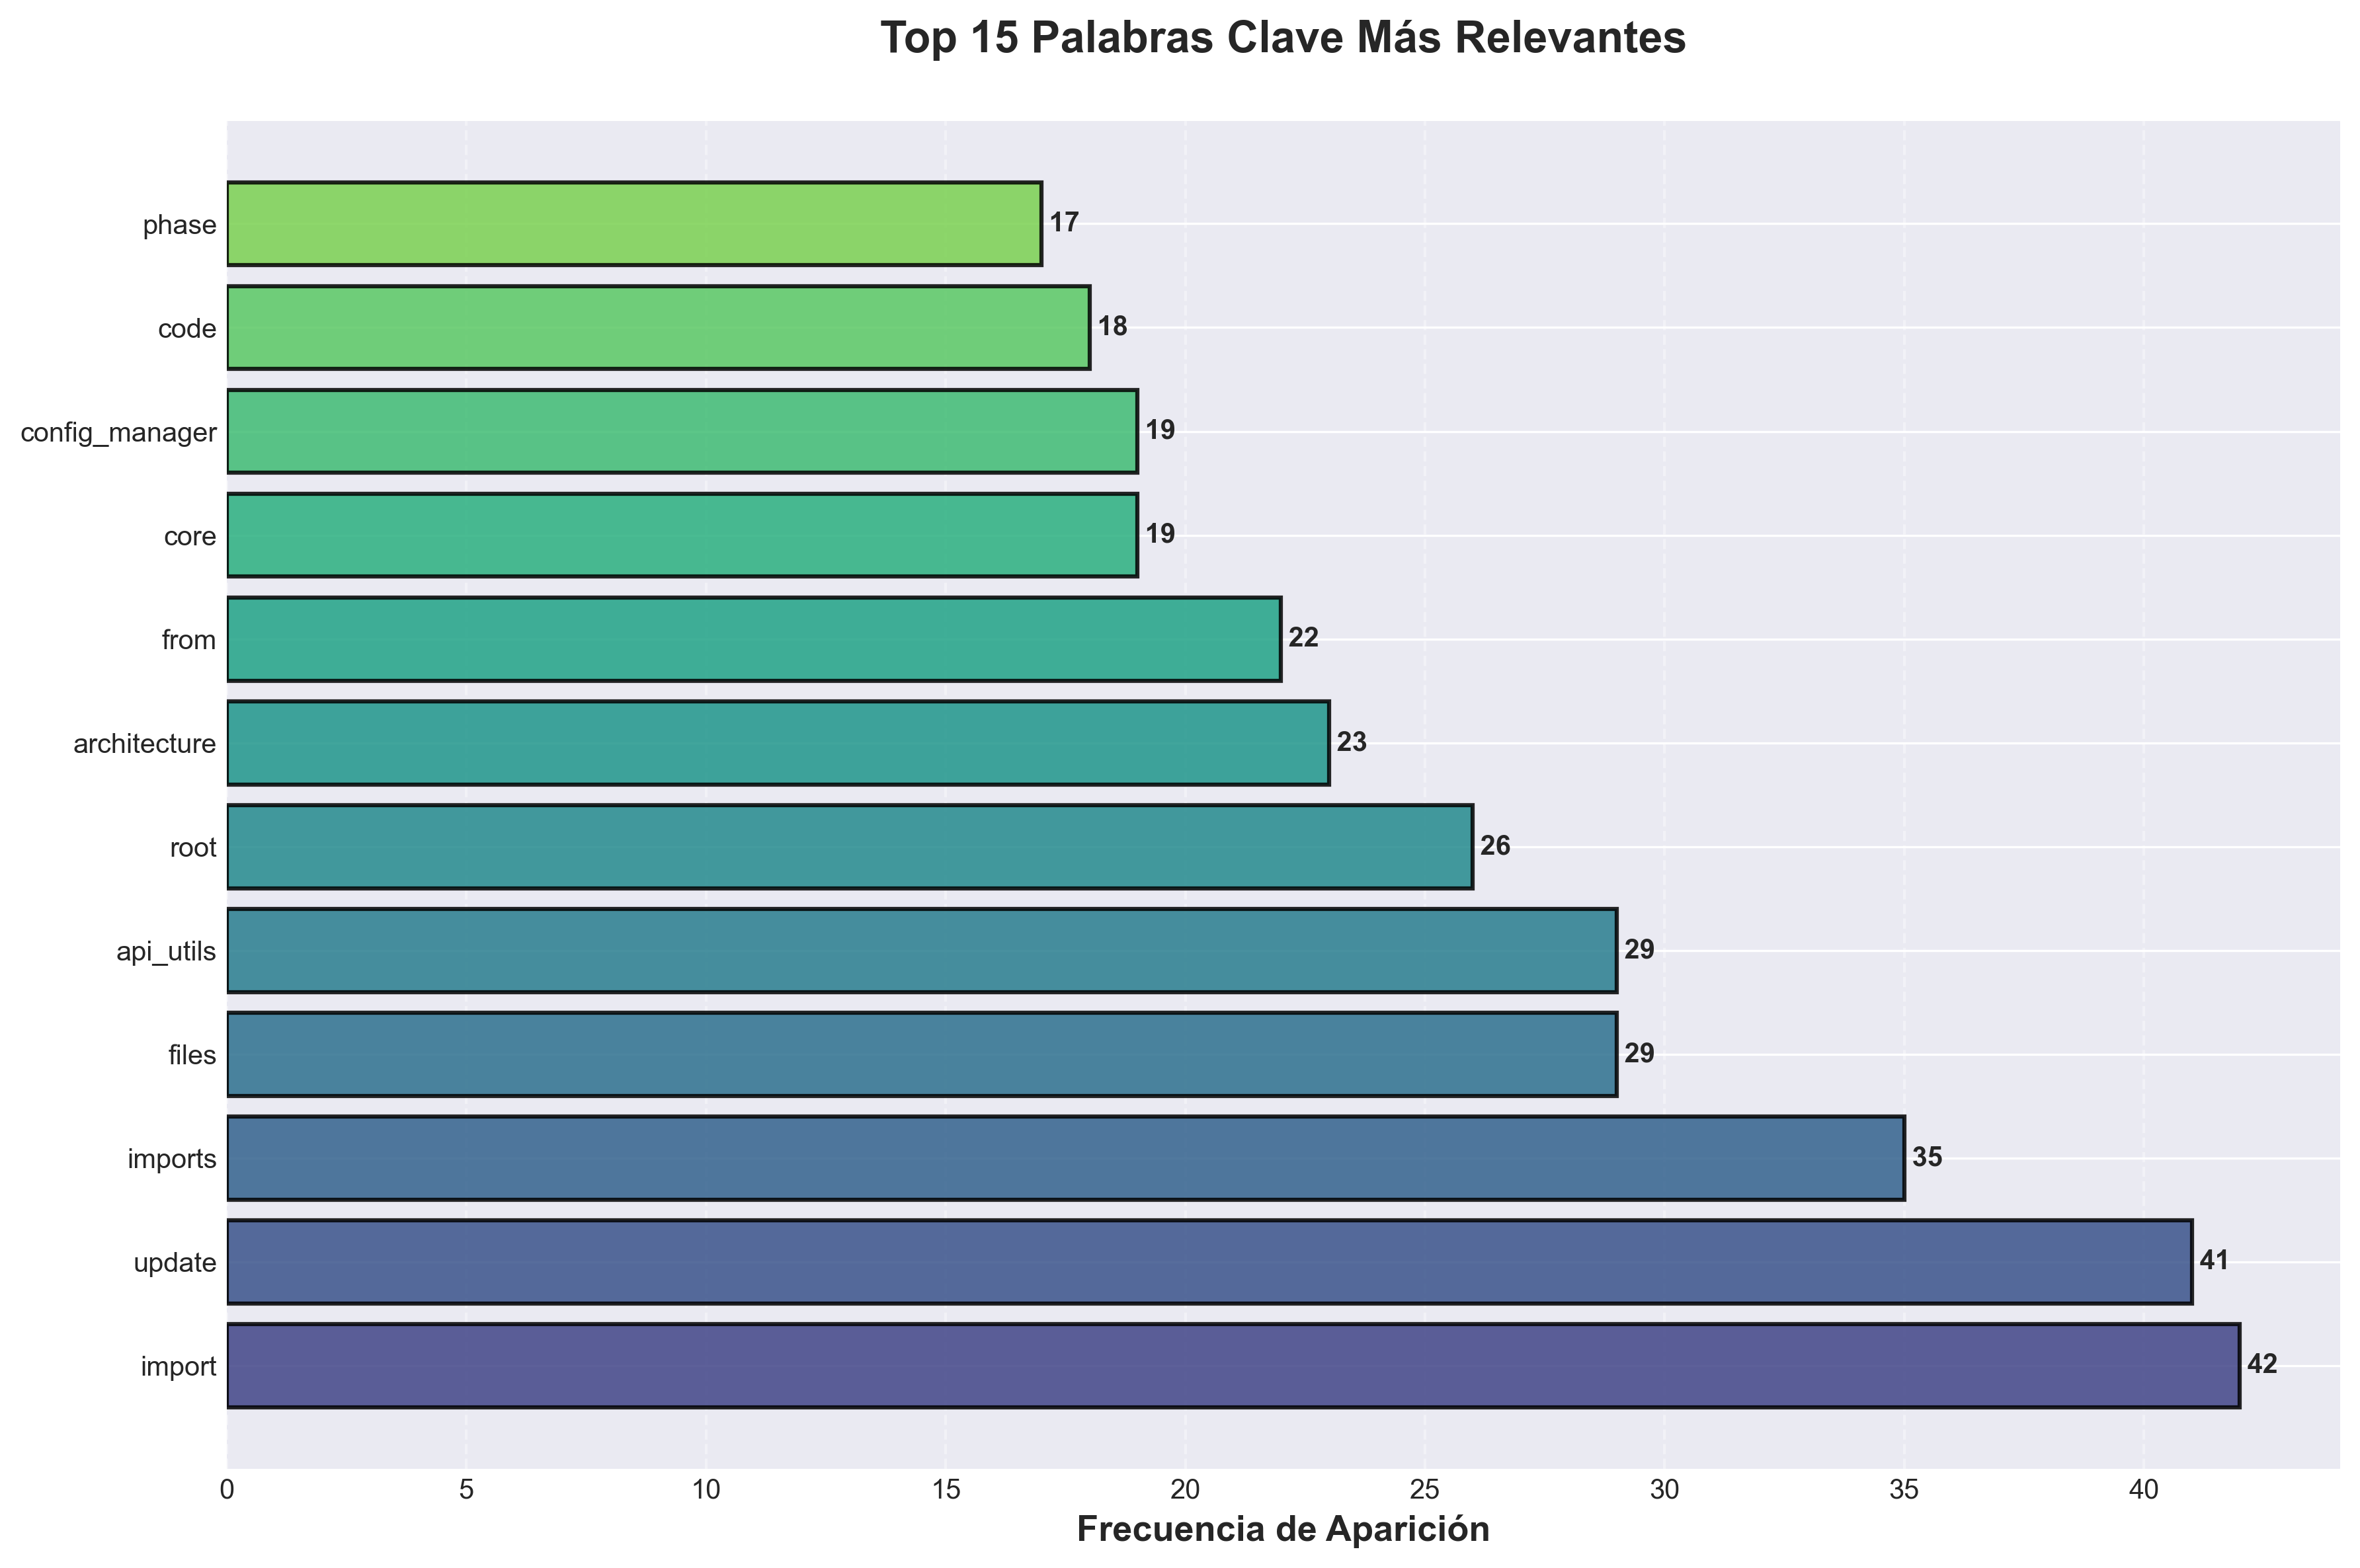 Top 15 Palabras Clave Más Relevantes
phase 17
code 18
config_manager 19
core 19
from 22
architecture 23
root 26
api_utils 29
files 29
imports 35
update 41
import 42
0 5 10 15 20 25 30 35 40
Frecuencia de Aparición